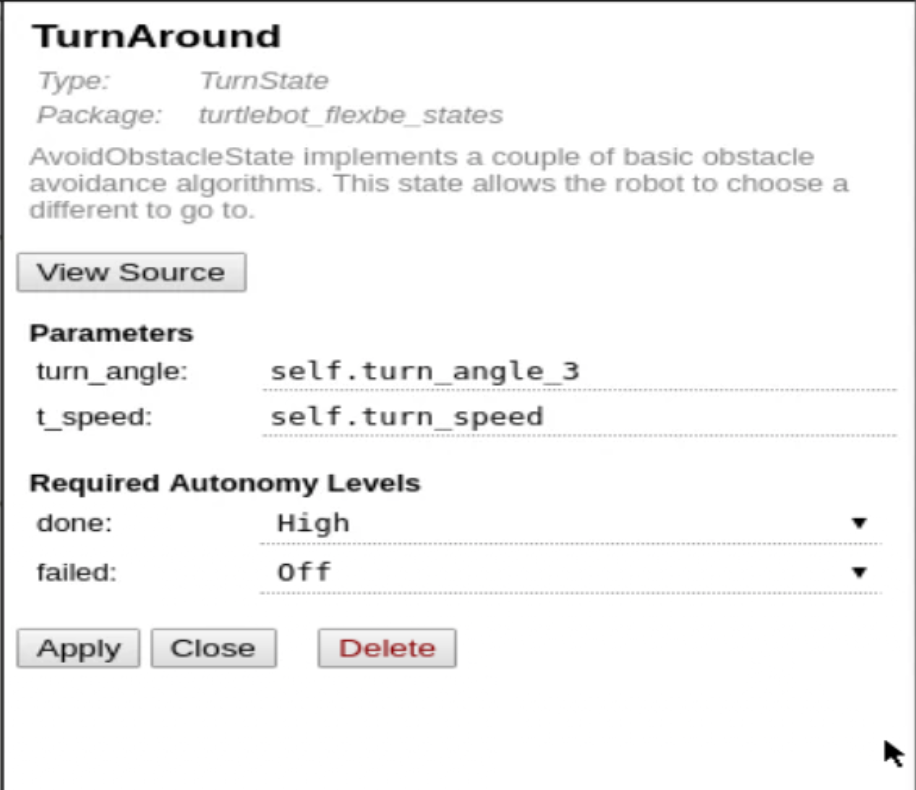 TurnAround
Type: TurnState
Package: turtlebot_flexbe_states
AvoidObstacleState implements a couple of basic obstacle
avoidance algorithms. This state allows the robot to choose a
different to go to.
View Source
Parameters
turn_angle: self.turn_angle_3
t_speed: self.turn_speed
Required Autonomy Levels
done: High
failed: Off
Apply Close Delete